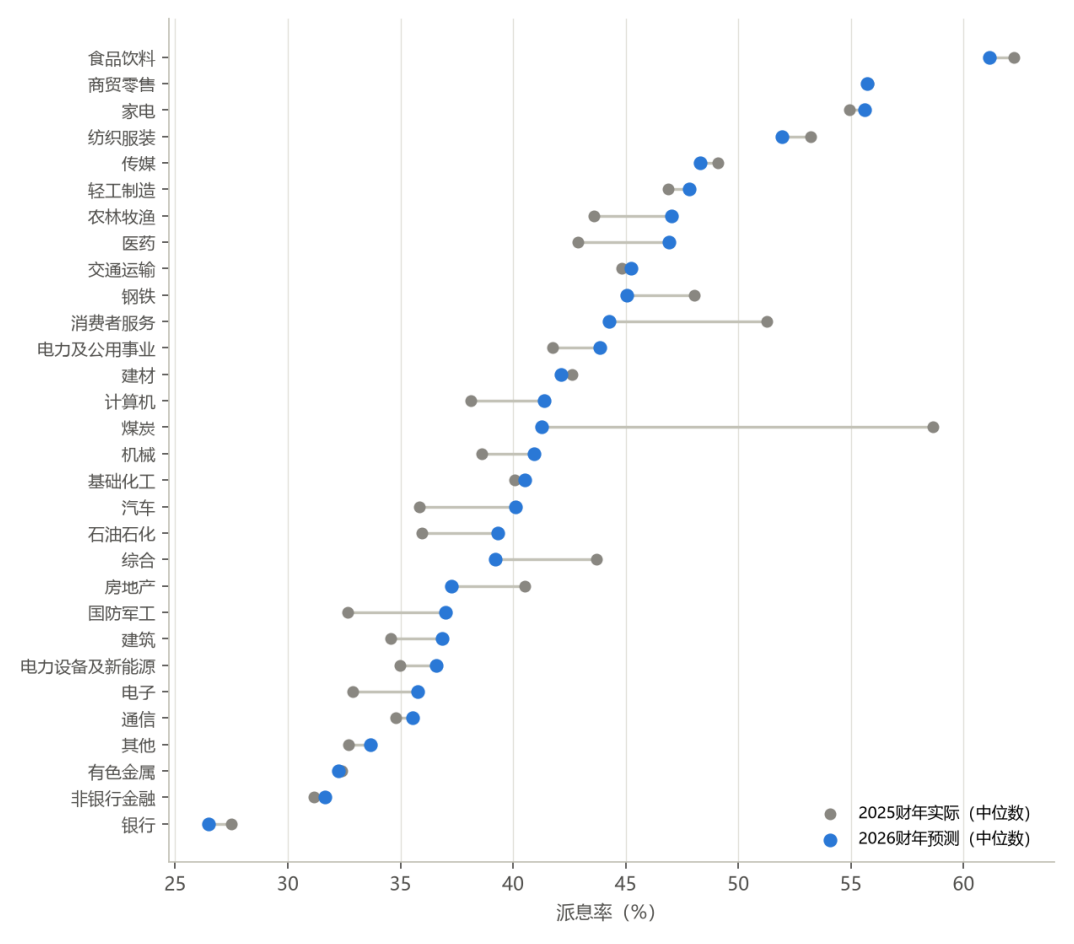 食品饮料
商贸零售
家电
纺织服装
传媒
轻工制造
农林牧渔
医药
交通运输
钢铁
消费者服务
电力及公用事业
建材
计算机
煤炭
机械
基础化工
汽车
石油石化
综合
房地产
国防军工
建筑
电力设备及新能源
电子
通信
其他
有色金属
非银行金融
银行
2025财年实际（中位数）
2026财年预测（中位数）
25 30 35 40 45 50 55 60
派息率（%）